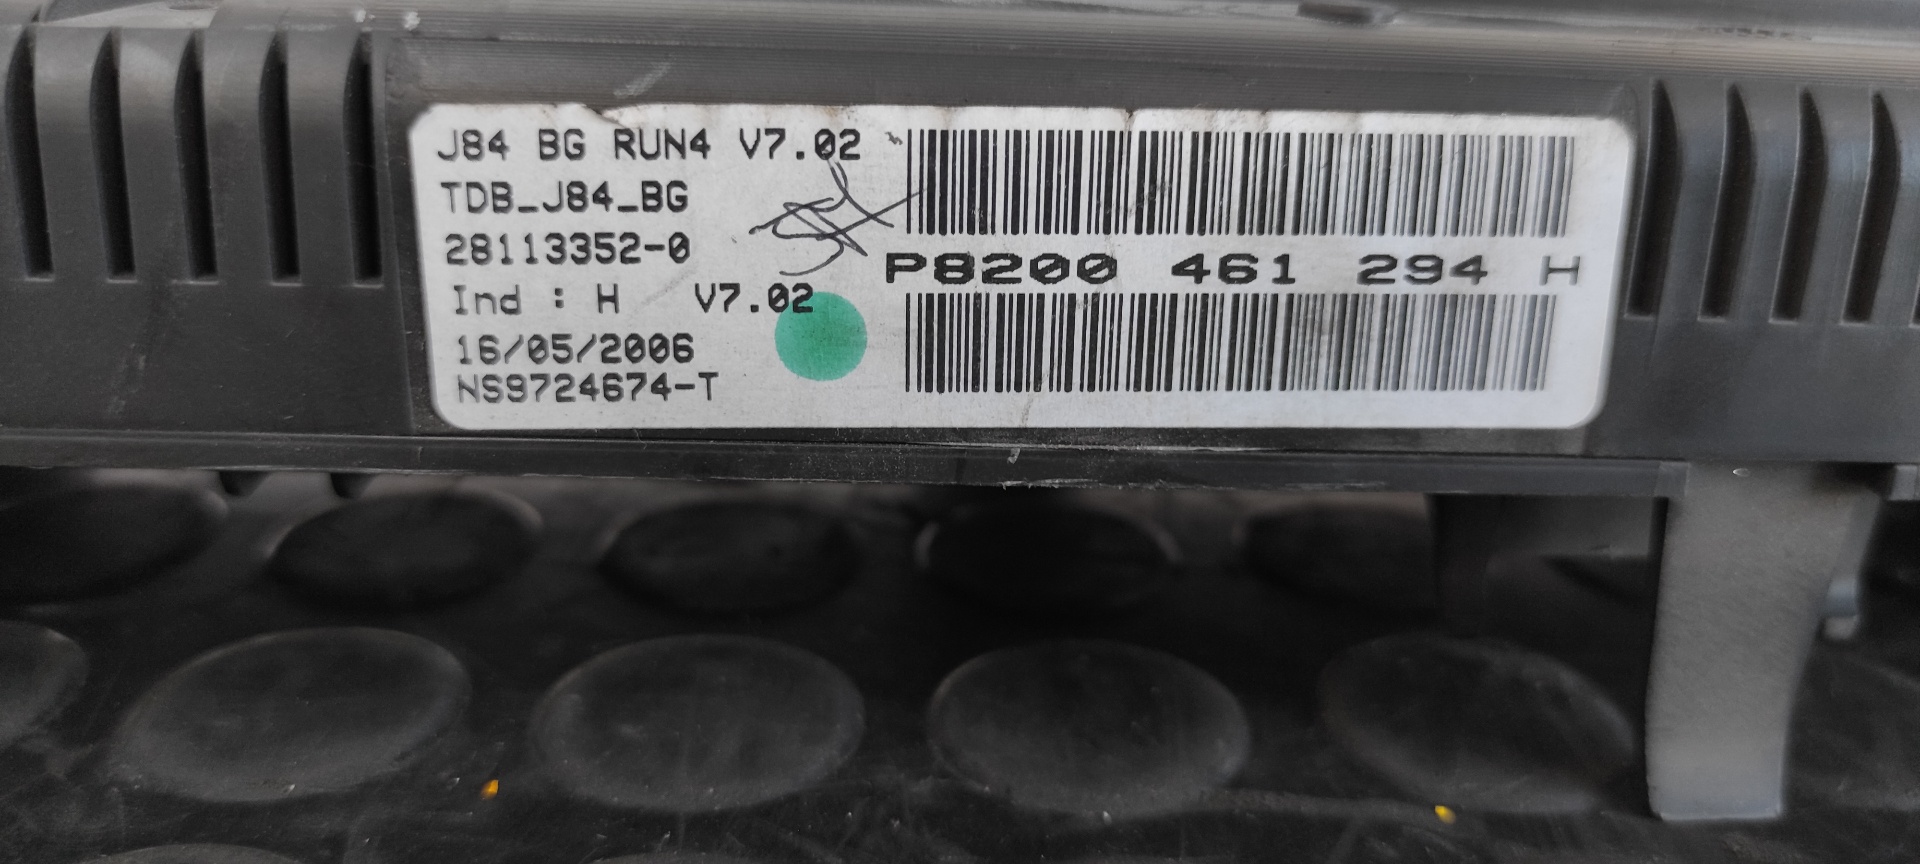 J84 BG RUN4 V7.02
TDB_J84_BG
28113352-0
Ind : H V7.02
16/05/2006
NS9724674-T
P8200 461 294 H